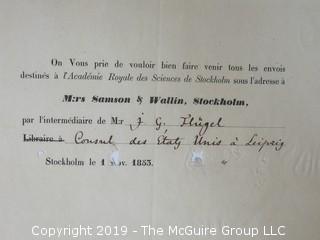 On Vous prie de vouloir bien faire venir tous les envois
destinés à l'Académie Royale des Sciences de Stockholm sous l'adresse à
M:rs Samson & Wallin, Stockholm,
par l'intermédiaire de M:r J G. Flügel
Libraire à Consul des Etats Unis à Leipzig
Stockholm le 1 Nov. 1853. "
Copyright © 2019 - The McGuire Group LLC